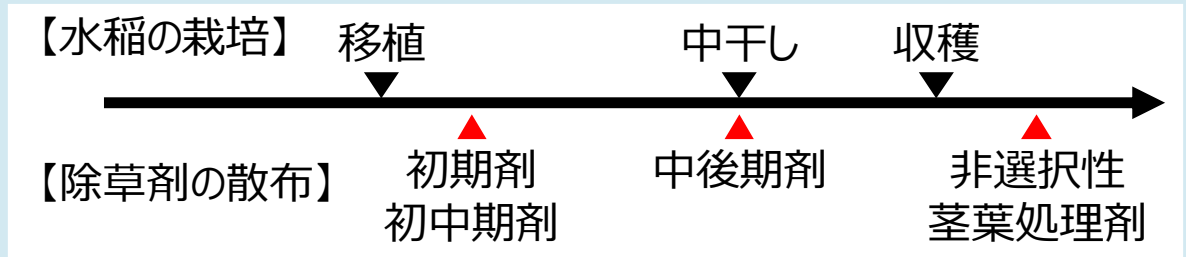 【水稲の栽培】 移植 中干し 収穫
【除草剤の散布】 初期剤 中後期剤 非選択性
初中期剤 茎葉処理剤